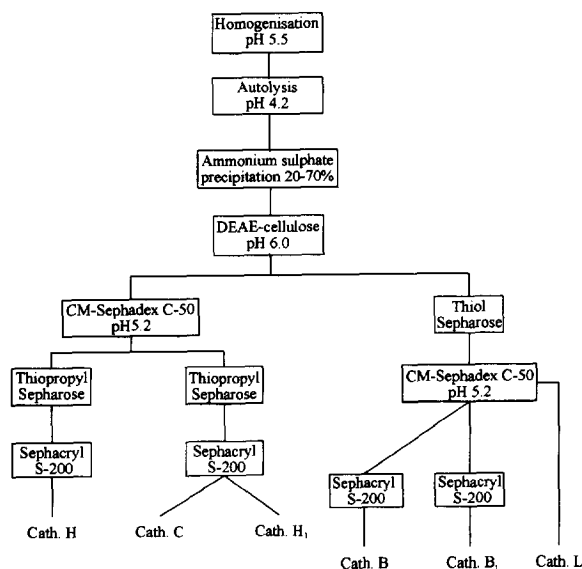 Homogenisation
pH 5.5
Autolysis
pH 4.2
Ammonium sulphate
precipitation 20-70%
DEAE-cellulose
pH 6.0
CM-Sephadex C-50
pH5.2
Thiol
Sepharose
Thiopropyl
Sepharose
Thiopropyl
Sepharose
CM-Sephadex C-50
pH 5.2
Sephacryl
S-200
Sephacryl
S-200
Sephacryl
S-200
Sephacryl
S-200
Cath. H
Cath. C
Cath. H₁
Cath. B
Cath. B₁
Cath. L